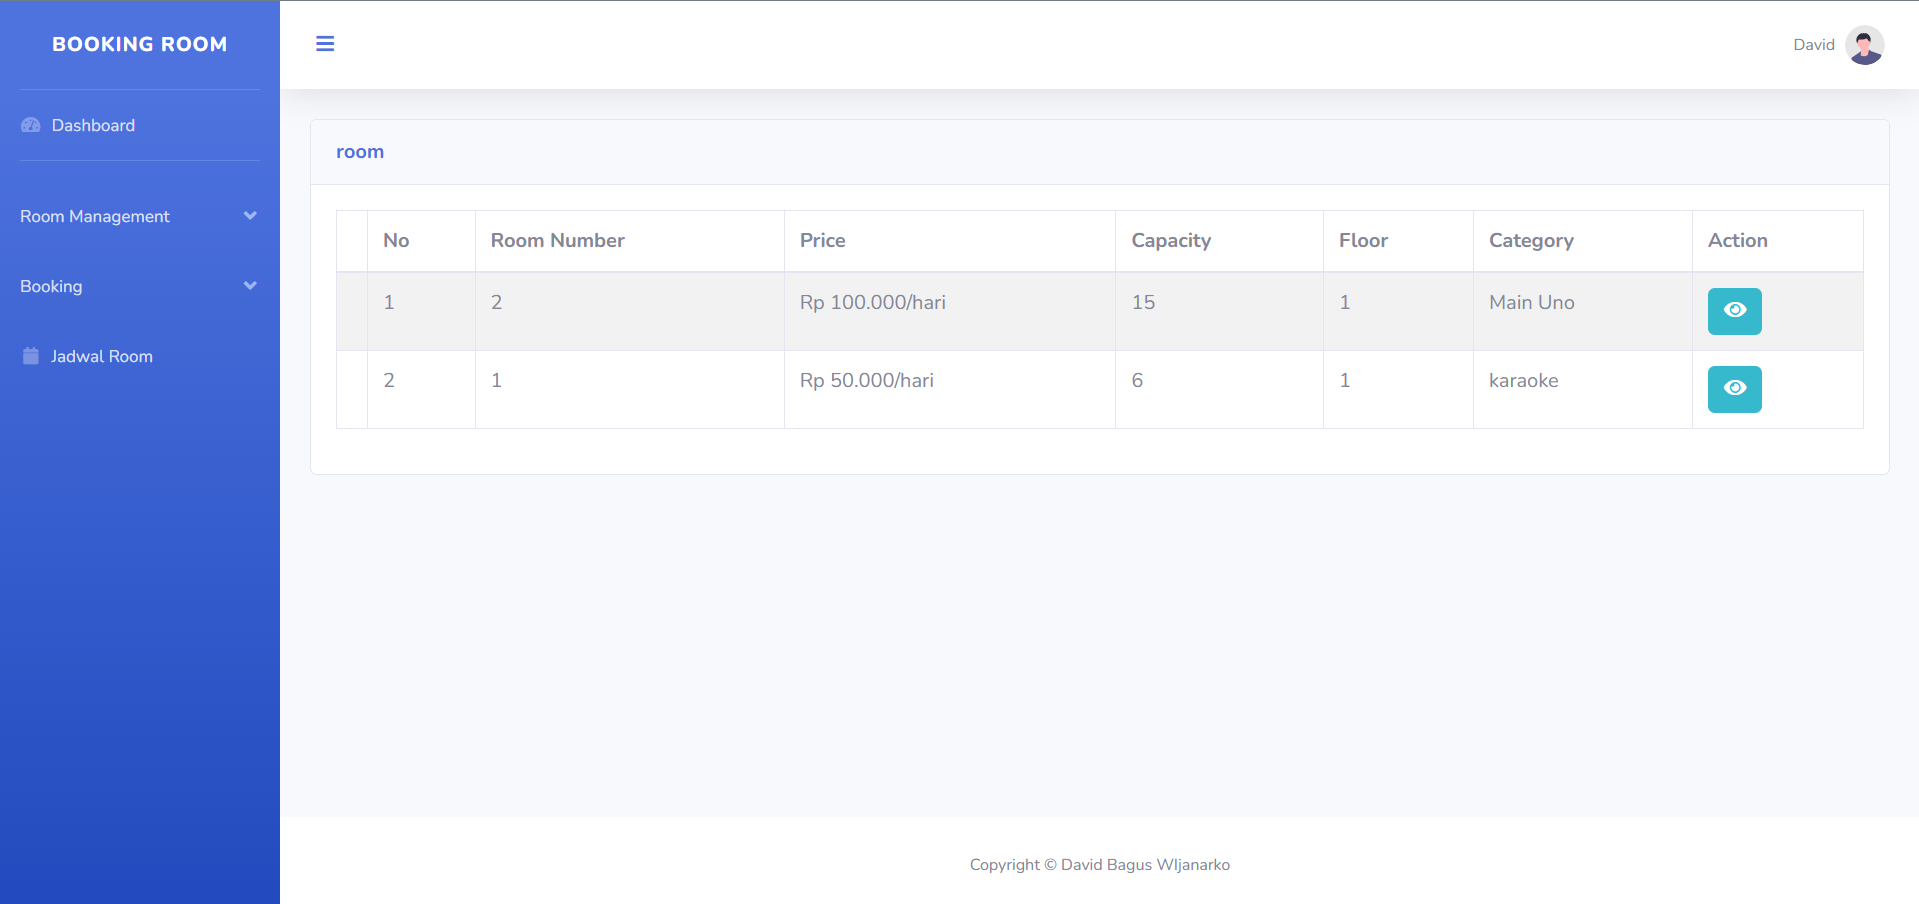 BOOKING ROOM
David
Dashboard
Room Management
Booking
Jadwal Room
room
No Room Number Price Capacity Floor Category Action
1 2 Rp 100.000/hari 15 1 Main Uno
2 1 Rp 50.000/hari 6 1 karaoke
Copyright © David Bagus WIjanarko